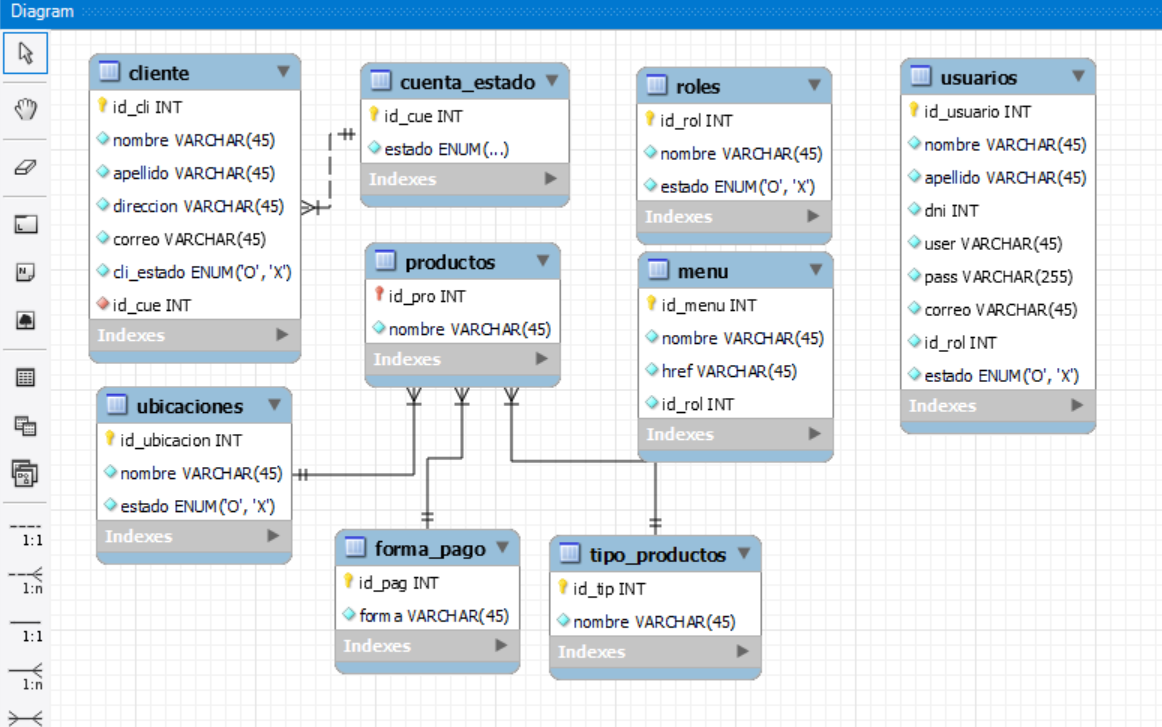 Diagram
cliente
id_cli INT
nombre VARCHAR(45)
apellido VARCHAR(45)
direccion VARCHAR(45)
correo VARCHAR(45)
cli_estado ENUM('O', 'X')
id_cue INT
Indexes
cuenta_estado
id_cue INT
estado ENUM(...)
Indexes
roles
id_rol INT
nombre VARCHAR(45)
estado ENUM('O', 'X')
Indexes
usuarios
id_usuario INT
nombre VARCHAR(45)
apellido VARCHAR(45)
dni INT
user VARCHAR(45)
pass VARCHAR(255)
correo VARCHAR(45)
id_rol INT
estado ENUM('O', 'X')
Indexes
productos
id_pro INT
nombre VARCHAR(45)
Indexes
menu
id_menu INT
nombre VARCHAR(45)
href VARCHAR(45)
id_rol INT
Indexes
ubicaciones
id_ubicacion INT
nombre VARCHAR(45)
estado ENUM('O', 'X')
Indexes
forma_pago
id_pag INT
forma VARCHAR(45)
Indexes
tipo_productos
id_tip INT
nombre VARCHAR(45)
Indexes
1:1
1:n
1:1
1:n